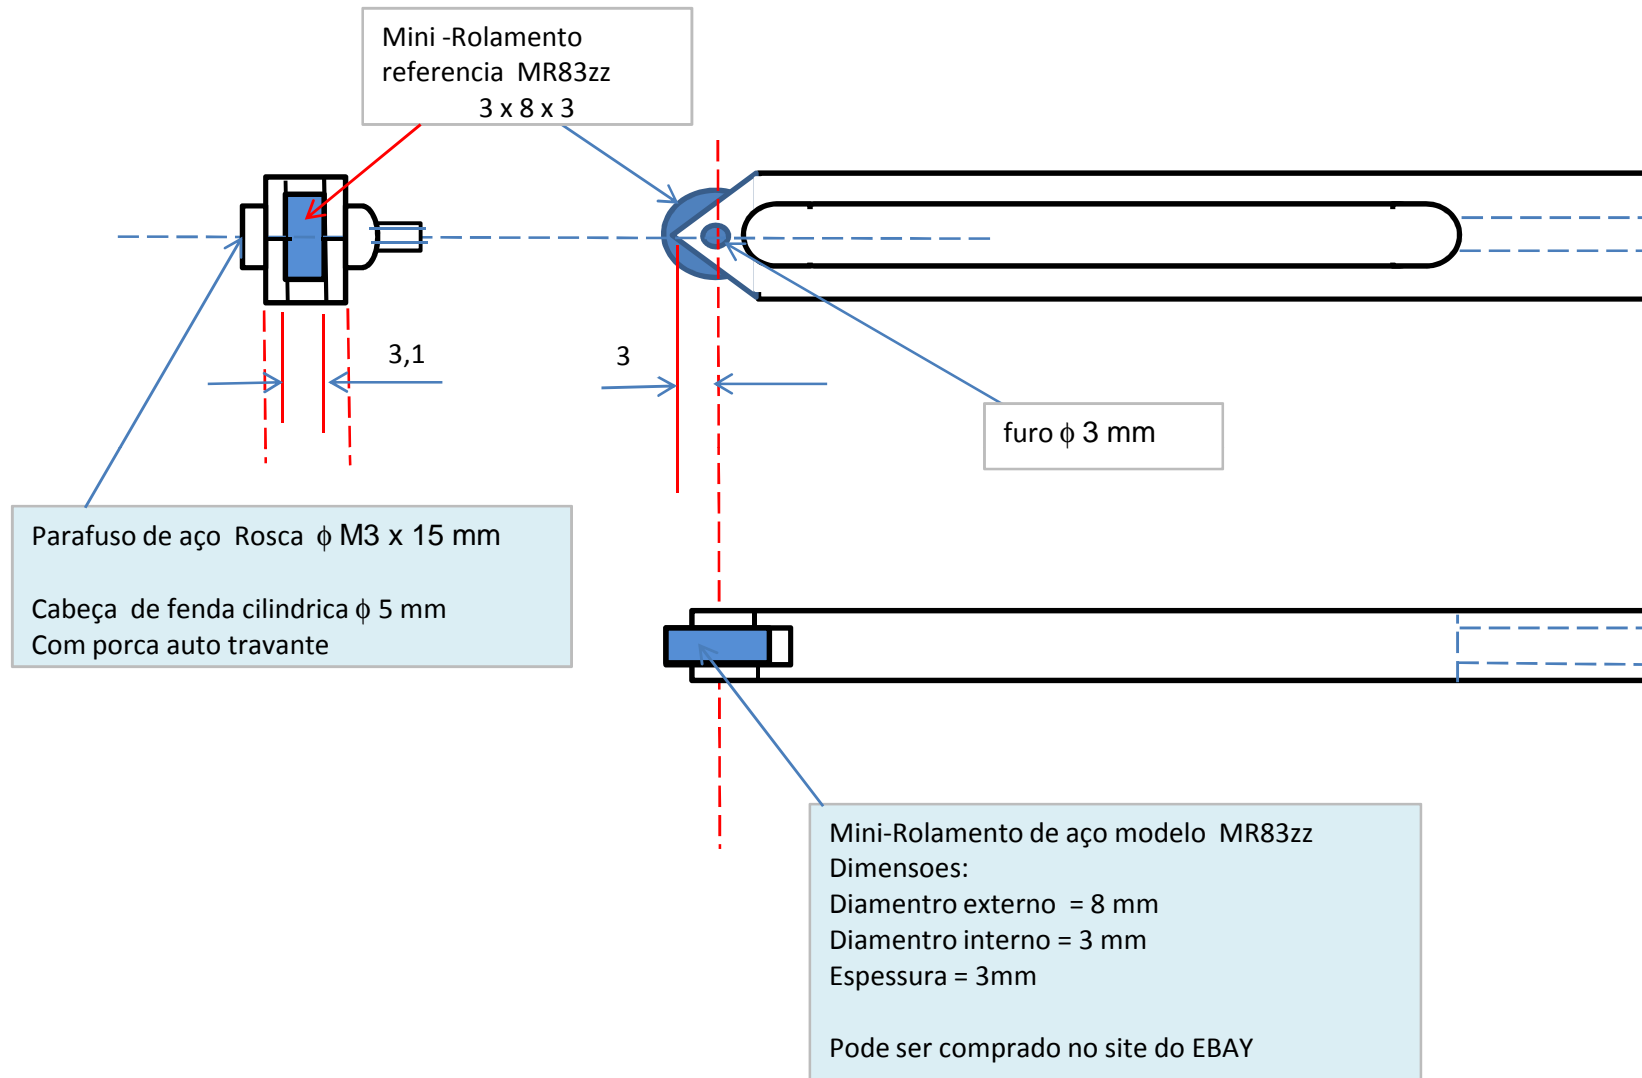 Mini -Rolamento
referencia MR83zz
3 x 8 x 3
3,1
3
furo ϕ 3 mm
Parafuso de aço Rosca ϕ M3 x 15 mm
Cabeça de fenda cilindrica ϕ 5 mm
Com porca auto travante
Mini-Rolamento de aço modelo MR83zz
Dimensoes:
Diamentro externo = 8 mm
Diamentro interno = 3 mm
Espessura = 3mm
Pode ser comprado no site do EBAY